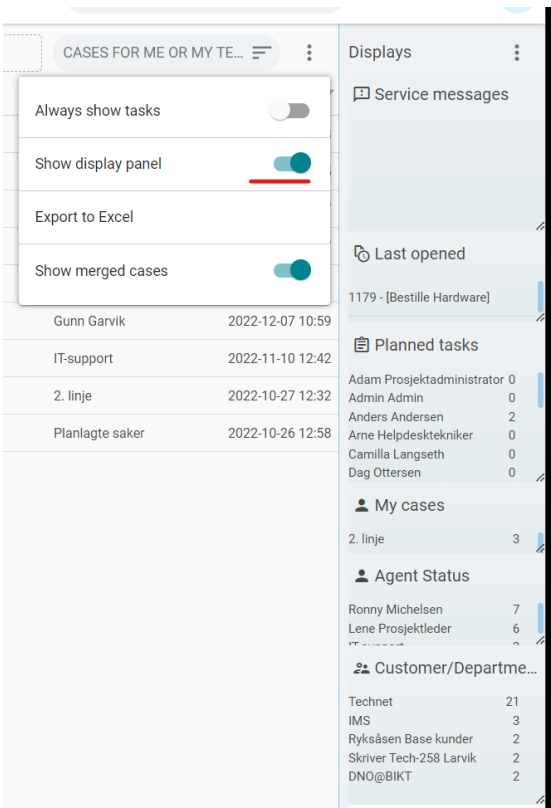 CASES FOR ME OR MY TE...
Always show tasks
Show display panel
Export to Excel
Show merged cases
Gunn Garvik 2022-12-07 10:59
IT-support 2022-11-10 12:42
2. linje 2022-10-27 12:32
Planlagte saker 2022-10-26 12:58
Displays
Service messages
Last opened
1179 - [Bestille Hardware]
Planned tasks
Adam Prosjektadministrator 0
Admin Admin 0
Anders Andersen 2
Arne Helpdesktekniker 0
Camilla Langseth 0
Dag Ottersen 0
My cases
2. linje 3
Agent Status
Ronny Michelsen 7
Lene Prosjektleder 6
Customer/Departme...
Technet 21
IMS 3
Ryksåsen Base kunder 2
Skriver Tech-258 Larvik 2
DNO@BIKT 2